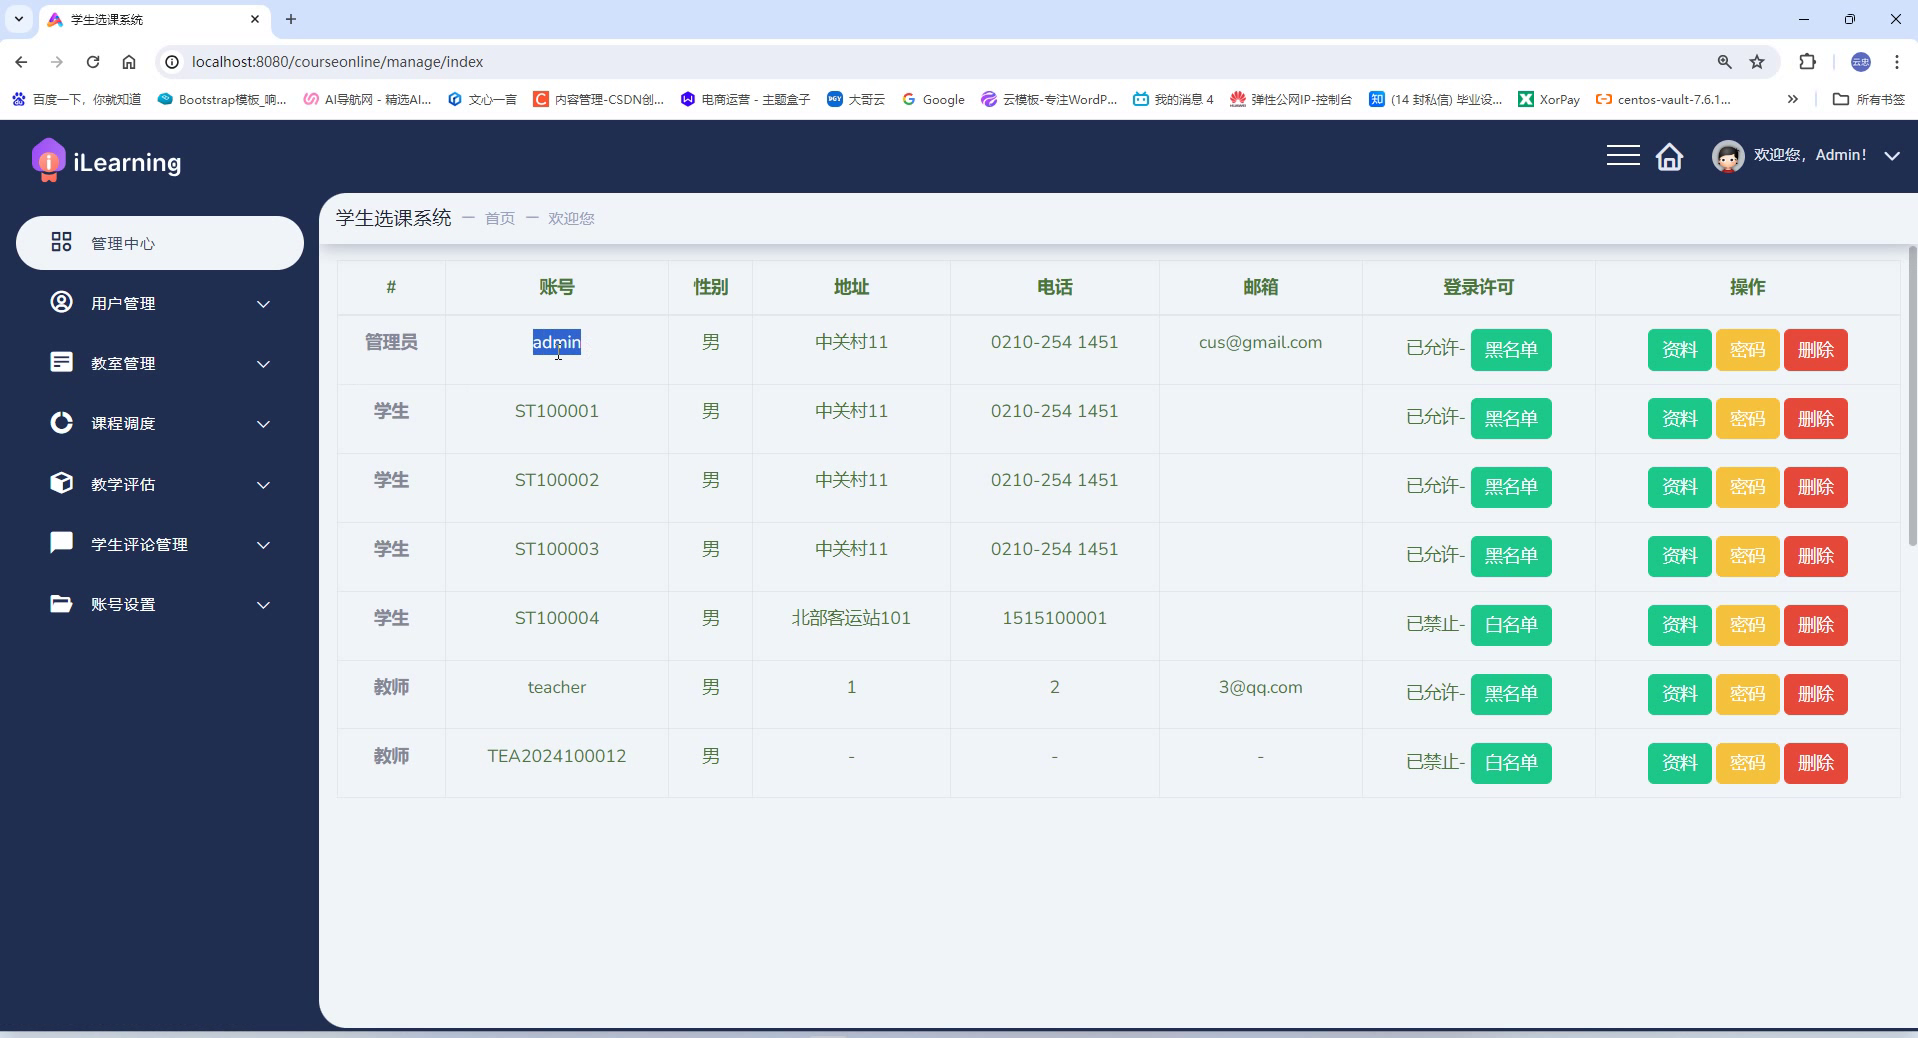 学生选课系统
localhost:8080/courseonline/manage/index
云忠
百度一下，你就知道
Bootstrap模板_响...
AI导航网 - 精选AI...
文心一言
内容管理-CSDN创...
电商运营 - 主题盒子
大哥云
Google
云模板-专注WordP...
我的消息 4
弹性公网IP-控制台
(14 封私信) 毕业设...
XorPay
centos-vault-7.6.1...
所有书签
iLearning
欢迎您，Admin!
学生选课系统 — 首页 — 欢迎您
管理中心
用户管理
教室管理
课程调度
教学评估
学生评论管理
账号设置
# 账号 性别 地址 电话 邮箱 登录许可 操作
管理员 admin 男 中关村11 0210-254 1451 cus@gmail.com 已允许- 黑名单 资料 密码 删除
学生 ST100001 男 中关村11 0210-254 1451 已允许- 黑名单 资料 密码 删除
学生 ST100002 男 中关村11 0210-254 1451 已允许- 黑名单 资料 密码 删除
学生 ST100003 男 中关村11 0210-254 1451 已允许- 黑名单 资料 密码 删除
学生 ST100004 男 北部客运站101 1515100001 已禁止- 白名单 资料 密码 删除
教师 teacher 男 1 2 3@qq.com 已允许- 黑名单 资料 密码 删除
教师 TEA2024100012 男 - - - 已禁止- 白名单 资料 密码 删除